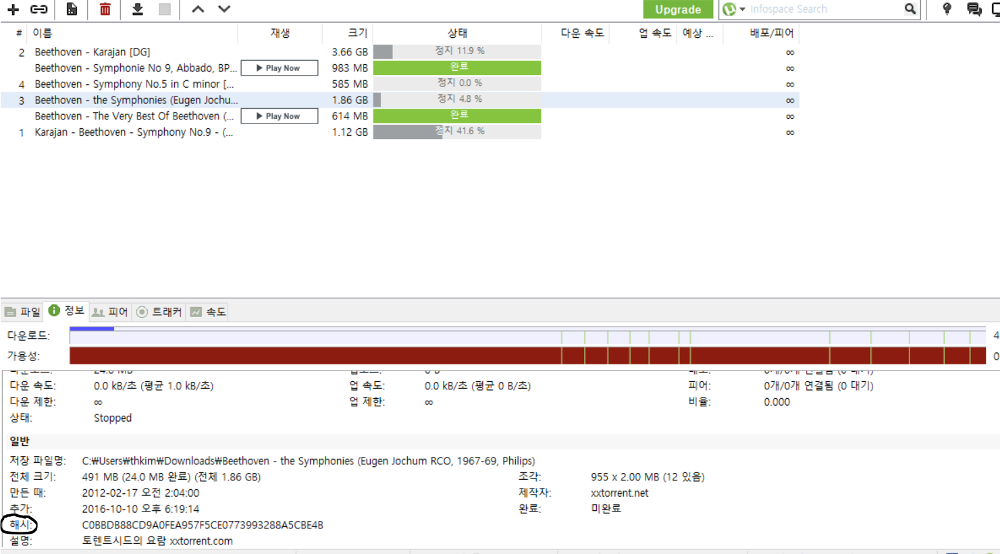 Upgrade Infospace Search
# 이름 재생 크기 상태 다운 속도 업 속도 예상 ... 배포/피어
2 Beethoven - Karajan [DG] 3.66 GB 정지 11.9 % ∞
Beethoven - Symphonie No 9, Abbado, BP... Play Now 983 MB 완료 ∞
4 Beethoven - Symphony No.5 in C minor [... 585 MB 정지 0.0 % ∞
3 Beethoven - the Symphonies (Eugen Jochu... 1.86 GB 정지 4.8 % ∞
Beethoven - The Very Best Of Beethoven (... Play Now 614 MB 완료 ∞
1 Karajan - Beethoven - Symphony No.9 - (... 1.12 GB 정지 41.6 % ∞
파일 정보 피어 트래커 속도
다운로드: 4
가용성: 0
다운 속도: 0.0 kB/초 (평균 1.0 kB/초) 업 속도: 0.0 kB/초 (평균 0 B/초) 피어: 0개/0개 연결됨 (0 대기)
다운 제한: ∞ 업 제한: ∞ 비율: 0.000
상태: Stopped
일반
저장 파일명: C:₩Users₩thkim₩Downloads₩Beethoven - the Symphonies (Eugen Jochum RCO, 1967-69, Philips)
전체 크기: 491 MB (24.0 MB 완료) (전체 1.86 GB) 조각: 955 x 2.00 MB (12 있음)
만든 때: 2012-02-17 오전 2:04:00 제작자: xxtorrent.net
추가: 2016-10-10 오후 6:19:14 완료: 미완료
해시: C0BBDB88CD9A0FEA957F5CE0773993288A5CBE4B
설명: 토렌트시드의 요람 xxtorrent.com